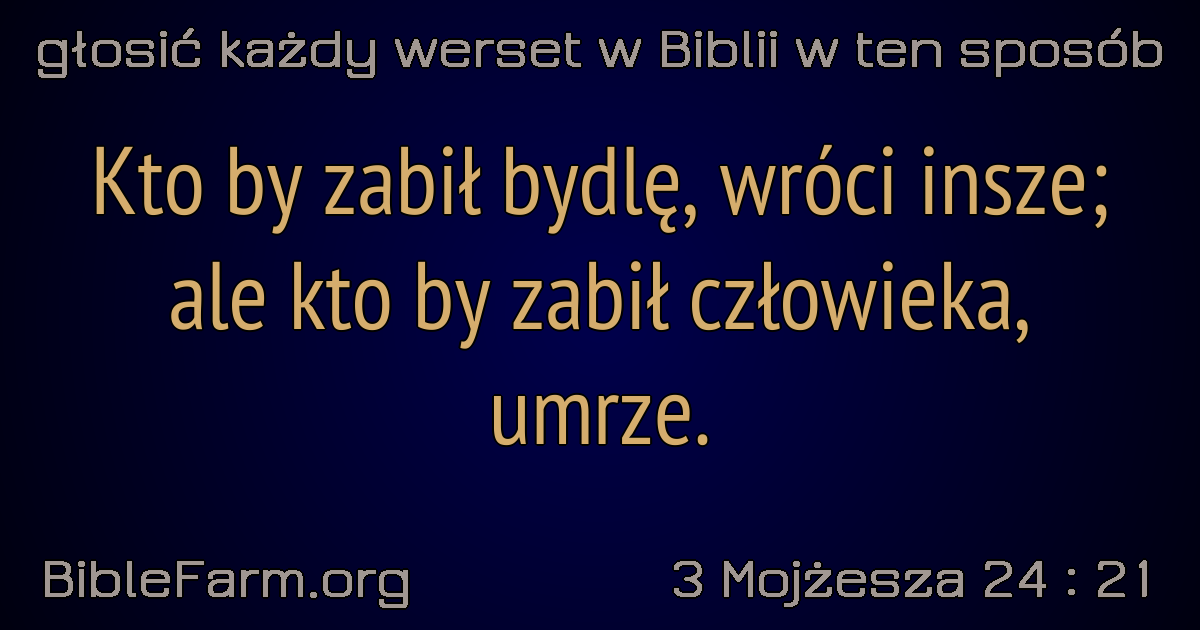 głosić każdy werset w Biblii w ten sposób
Kto by zabił bydlę, wróci insze;
ale kto by zabił człowieka,
umrze.
BibleFarm.org
3 Mojżesza 24 : 21